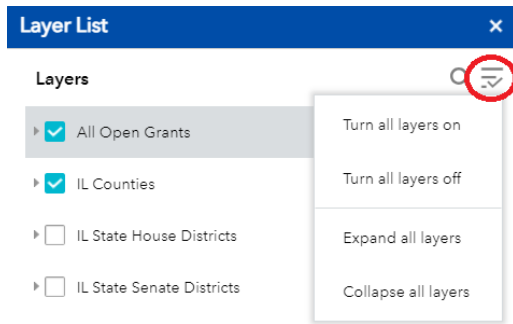 Layer List
Layers
All Open Grants
IL Counties
IL State House Districts
IL State Senate Districts
Turn all layers on
Turn all layers off
Expand all layers
Collapse all layers